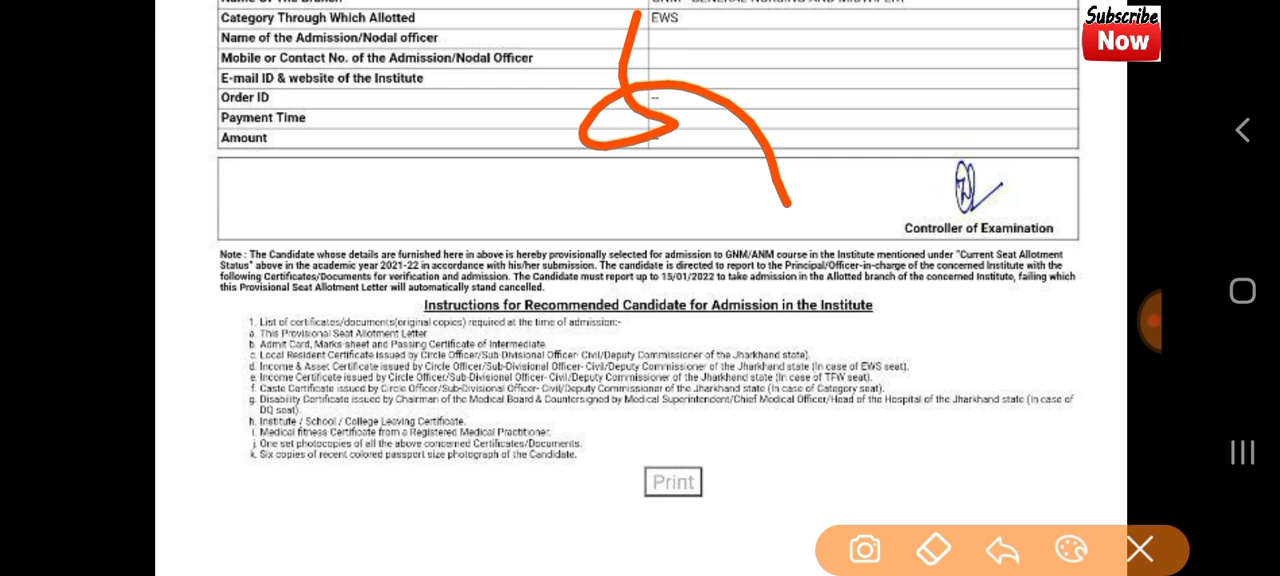 GNM - GENERAL NURSING AND MIDWIFERY
Category Through Which Allotted EWS
Name of the Admission/Nodal officer
Mobile or Contact No. of the Admission/Nodal Officer
E-mail ID & website of the Institute
Order ID --
Payment Time
Amount
Subscribe
Now
Controller of Examination
Note : The Candidate whose details are furnished here in above is hereby provisionally selected for admission to GNM/ANM course in the Institute mentioned under "Current Seat Allotment
Status" above in the academic year 2021-22 in accordance with his/her submission. The candidate is directed to report to the Principal/Officer-in-charge of the concerned Institute with the
following Certificates/Documents for verification and admission. The Candidate must report up to 15/01/2022 to take admission in the Allotted branch of the concerned Institute, failing which
this Provisional Seat Allotment Letter will automatically stand cancelled.
Instructions for Recommended Candidate for Admission in the Institute
1. List of certificates/documents(original copies) required at the time of admission:-
a. This Provisional Seat Allotment Letter
b. Admit Card, Marks-sheet and Passing Certificate of Intermediate
c. Local Resident Certificate issued by Circle Officer/Sub-Divisional Officer- Civil/Deputy Commissioner of the Jharkhand state).
d. Income & Asset Certificate issued by Circle Officer/Sub-Divisional Officer- Civil/Deputy Commissioner of the Jharkhand state (In case of EWS seat).
e. Income Certificate issued by Circle Officer/Sub-Divisional Officer- Civil/Deputy Commissioner of the Jharkhand state (In case of TFW seat).
f. Caste Certificate issued by Circle Officer/Sub-Divisional Officer- Civil/Deputy Commissioner of the Jharkhand state (In case of Category seat).
g. Disability Certificate issued by Chairman of the Medical Board & Countersigned by Medical Superintendent/Chief Medical Officer/Head of the Hospital of the Jharkhand state (In case of
DQ seat).
h. Institute / School / College Leaving Certificate.
i. Medical fitness Certificate from a Registered Medical Practitioner.
j. One set photocopies of all the above concerned Certificates/Documents.
k. Six copies of recent colored passport size photograph of the Candidate.
Print